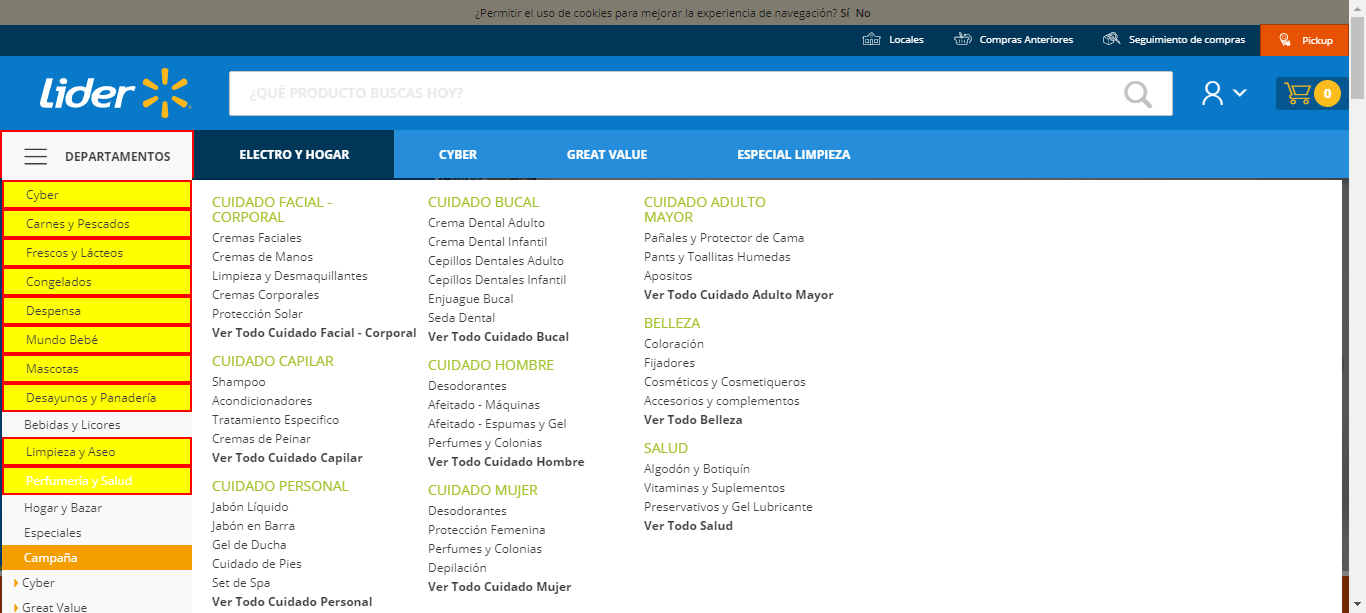 ¿Permitir el uso de cookies para mejorar la experiencia de navegación? Sí No
Locales
Compras Anteriores
Seguimiento de compras
Pickup
Lider
¿QUÉ PRODUCTO BUSCAS HOY?
0
DEPARTAMENTOS
ELECTRO Y HOGAR
CYBER
GREAT VALUE
ESPECIAL LIMPIEZA
Cyber
Carnes y Pescados
Frescos y Lácteos
Congelados
Despensa
Mundo Bebé
Mascotas
Desayunos y Panadería
Bebidas y Licores
Limpieza y Aseo
Perfumería y Salud
Hogar y Bazar
Especiales
Campaña
Cyber
Great Value
CUIDADO FACIAL -
CORPORAL
Cremas Faciales
Cremas de Manos
Limpieza y Desmaquillantes
Cremas Corporales
Protección Solar
Ver Todo Cuidado Facial - Corporal
CUIDADO CAPILAR
Shampoo
Acondicionadores
Tratamiento Especifico
Cremas de Peinar
Ver Todo Cuidado Capilar
CUIDADO PERSONAL
Jabón Líquido
Jabón en Barra
Gel de Ducha
Cuidado de Pies
Set de Spa
Ver Todo Cuidado Personal
CUIDADO BUCAL
Crema Dental Adulto
Crema Dental Infantil
Cepillos Dentales Adulto
Cepillos Dentales Infantil
Enjuague Bucal
Seda Dental
Ver Todo Cuidado Bucal
CUIDADO HOMBRE
Desodorantes
Afeitado - Máquinas
Afeitado - Espumas y Gel
Perfumes y Colonias
Ver Todo Cuidado Hombre
CUIDADO MUJER
Desodorantes
Protección Femenina
Perfumes y Colonias
Depilación
Ver Todo Cuidado Mujer
CUIDADO ADULTO
MAYOR
Pañales y Protector de Cama
Pants y Toallitas Humedas
Apositos
Ver Todo Cuidado Adulto Mayor
BELLEZA
Coloración
Fijadores
Cosméticos y Cosmetiqueros
Accesorios y complementos
Ver Todo Belleza
SALUD
Algodón y Botiquín
Vitaminas y Suplementos
Preservativos y Gel Lubricante
Ver Todo Salud